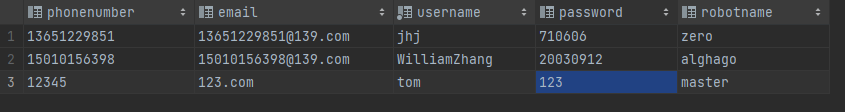 phonenumber email username password robotname
1 13651229851 13651229851@139.com jhj 710606 zero
2 15010156398 15010156398@139.com WilliamZhang 20030912 alghago
3 12345 123.com tom 123 master